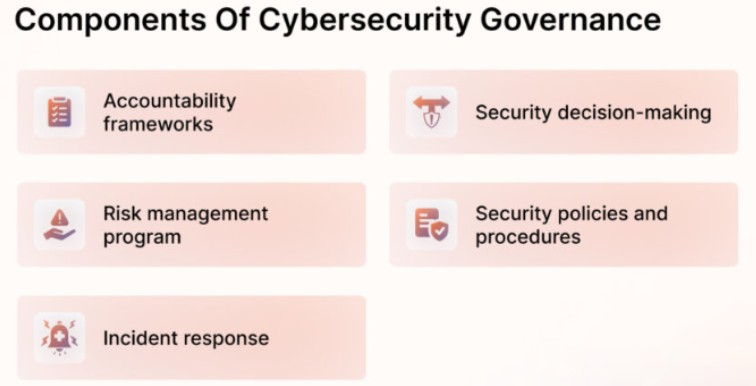 Components Of Cybersecurity Governance
Accountability
frameworks
Security decision-making
Risk management
program
Security policies and
procedures
Incident response